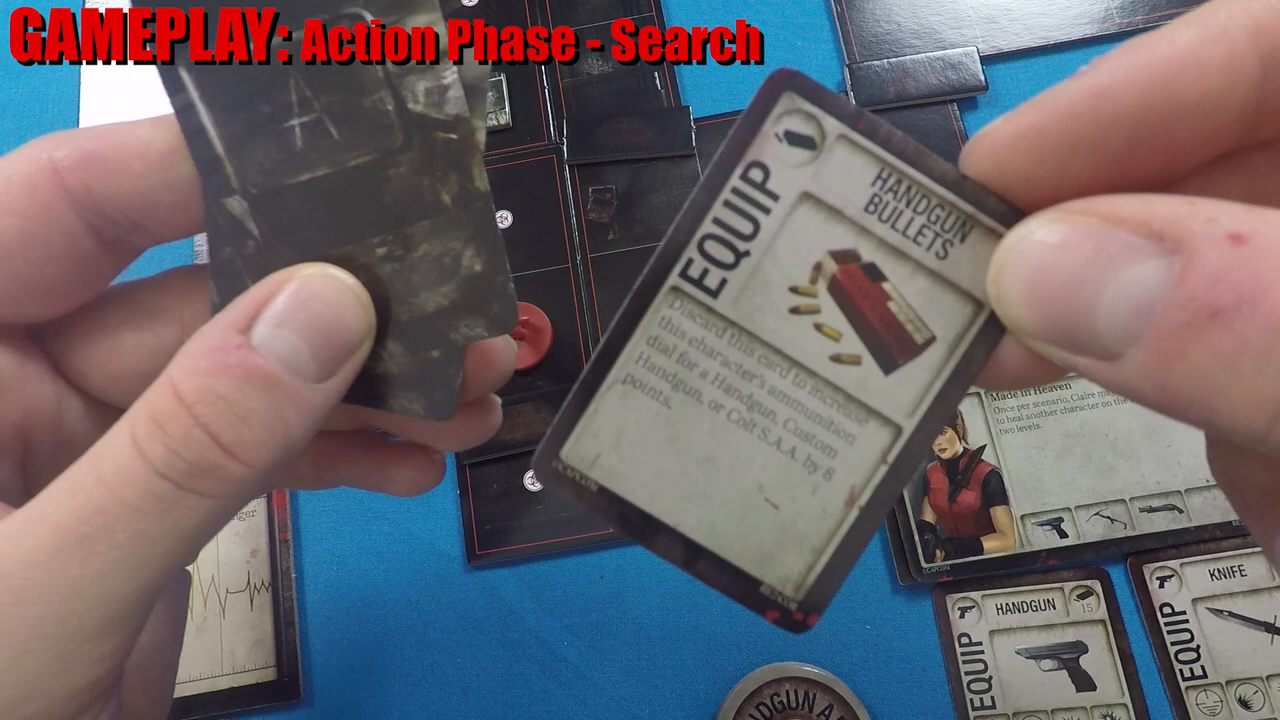 GAMEPLAY: Action Phase - Search
A
EQUIP
HANDGUN
BULLETS
Discard this card to increase
this character's ammunition
dial for a Handgun, Custom
Handgun, or Colt S.A.A. by 8
points.
©CAPCOM
Made in Heaven
Once per scenario, Claire may
to heal another character on the
two levels.
©CAPCOM
EQUIP
HANDGUN
15
EQUIP
KNIFE